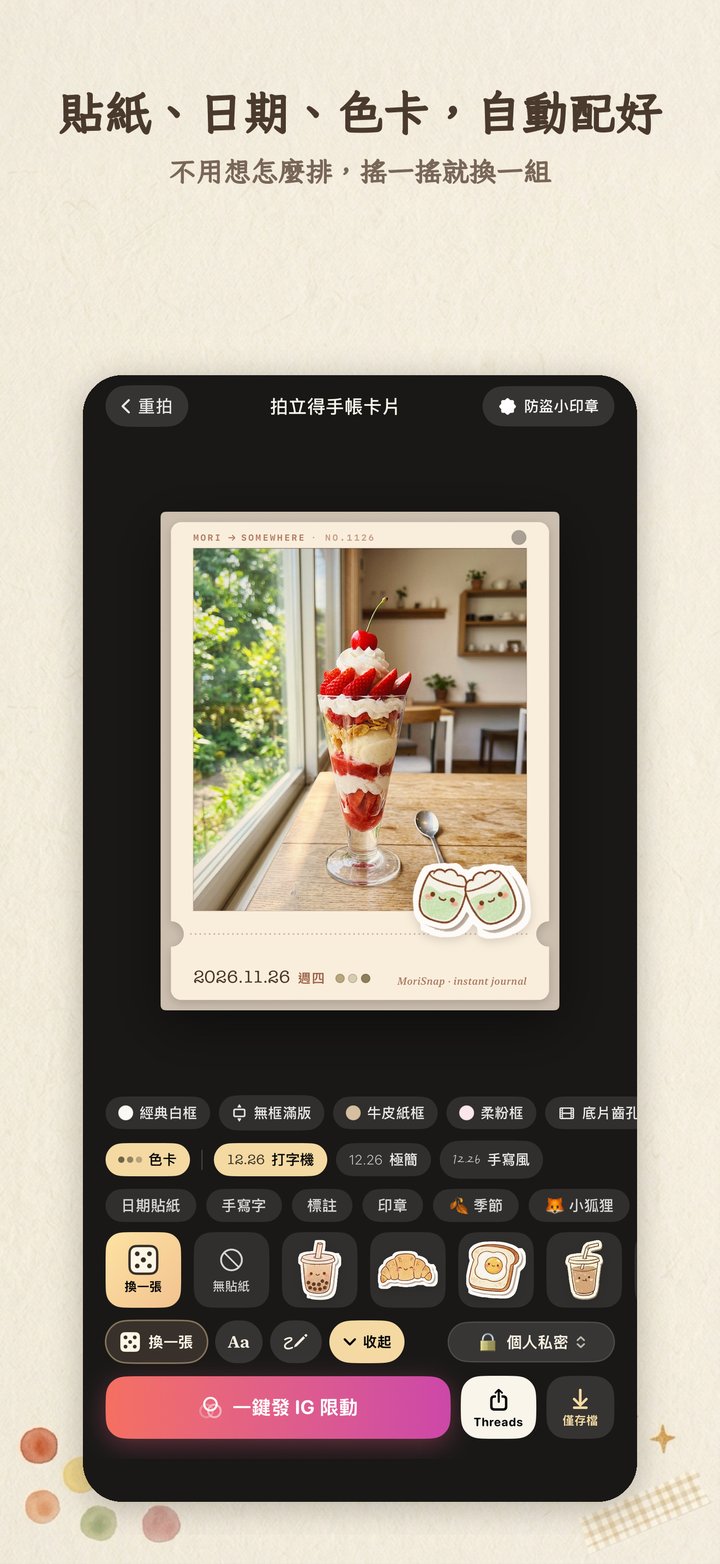 貼紙、日期、色卡，自動配好
不用想怎麼排，搖一搖就換一組
重拍
拍立得手帳卡片
防盜小印章
MORI → SOMEWHERE · NO.1126
2026.11.26 週四
MoriSnap · instant journal
經典白框
無框滿版
牛皮紙框
柔粉框
底片齒孔
色卡
12.26 打字機
12.26 極簡
12.26 手寫風
日期貼紙
手寫字
標註
印章
季節
小狐狸
換一張
無貼紙
換一張
Aa
收起
個人私密
一鍵發 IG 限動
Threads
僅存檔